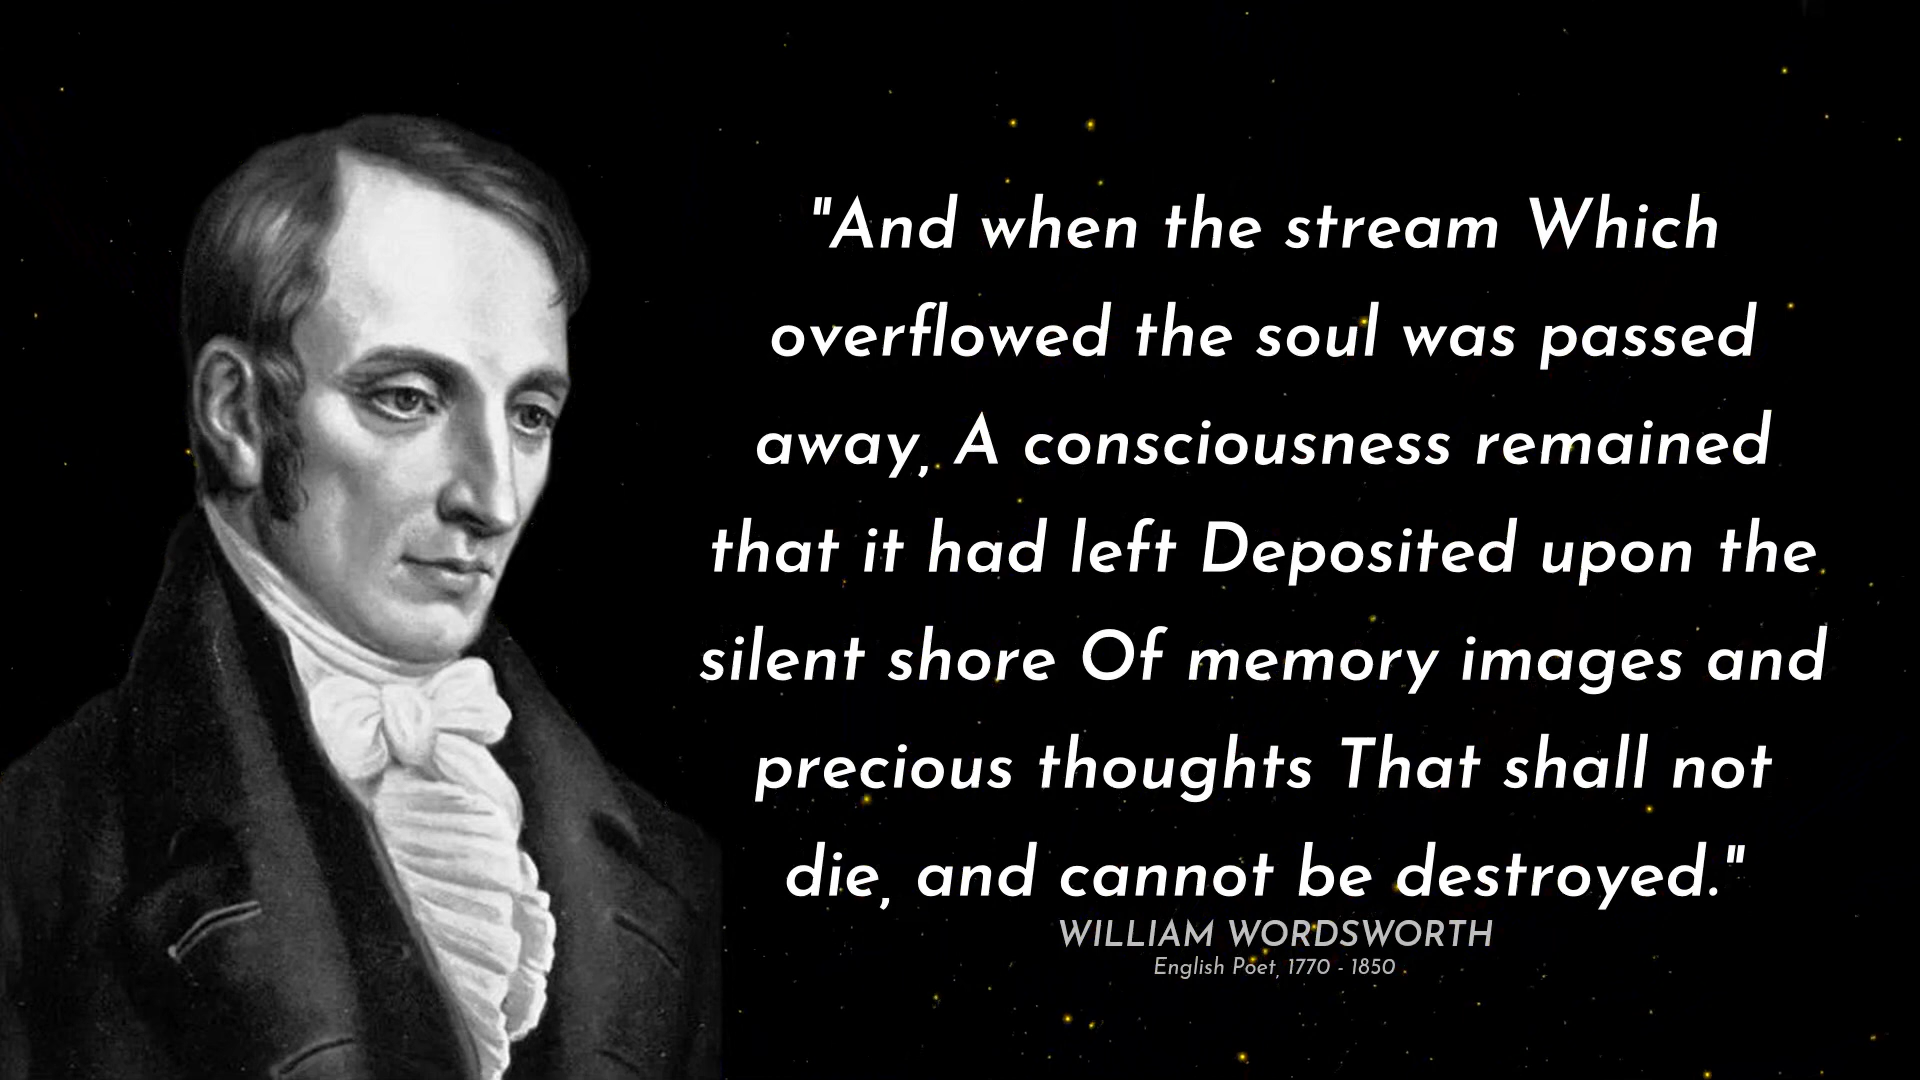 "And when the stream Which
overflowed the soul was passed
away, A consciousness remained
that it had left Deposited upon the
silent shore Of memory images and
precious thoughts That shall not
die, and cannot be destroyed."
WILLIAM WORDSWORTH
English Poet, 1770 - 1850